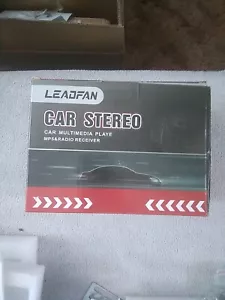 LEADFAN
CAR STEREO
CAR MULTIMEDIA PLAYE
MP5&RADIO RECEIVER